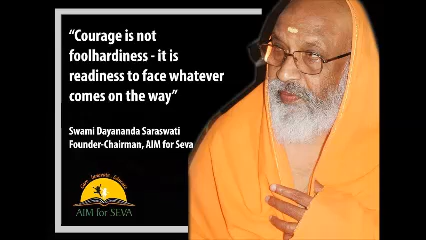 “Courage is not
foolhardiness - it is
readiness to face whatever
comes on the way”
Swami Dayananda Saraswati
Founder-Chairman, AIM for Seva
AIM for SEVA